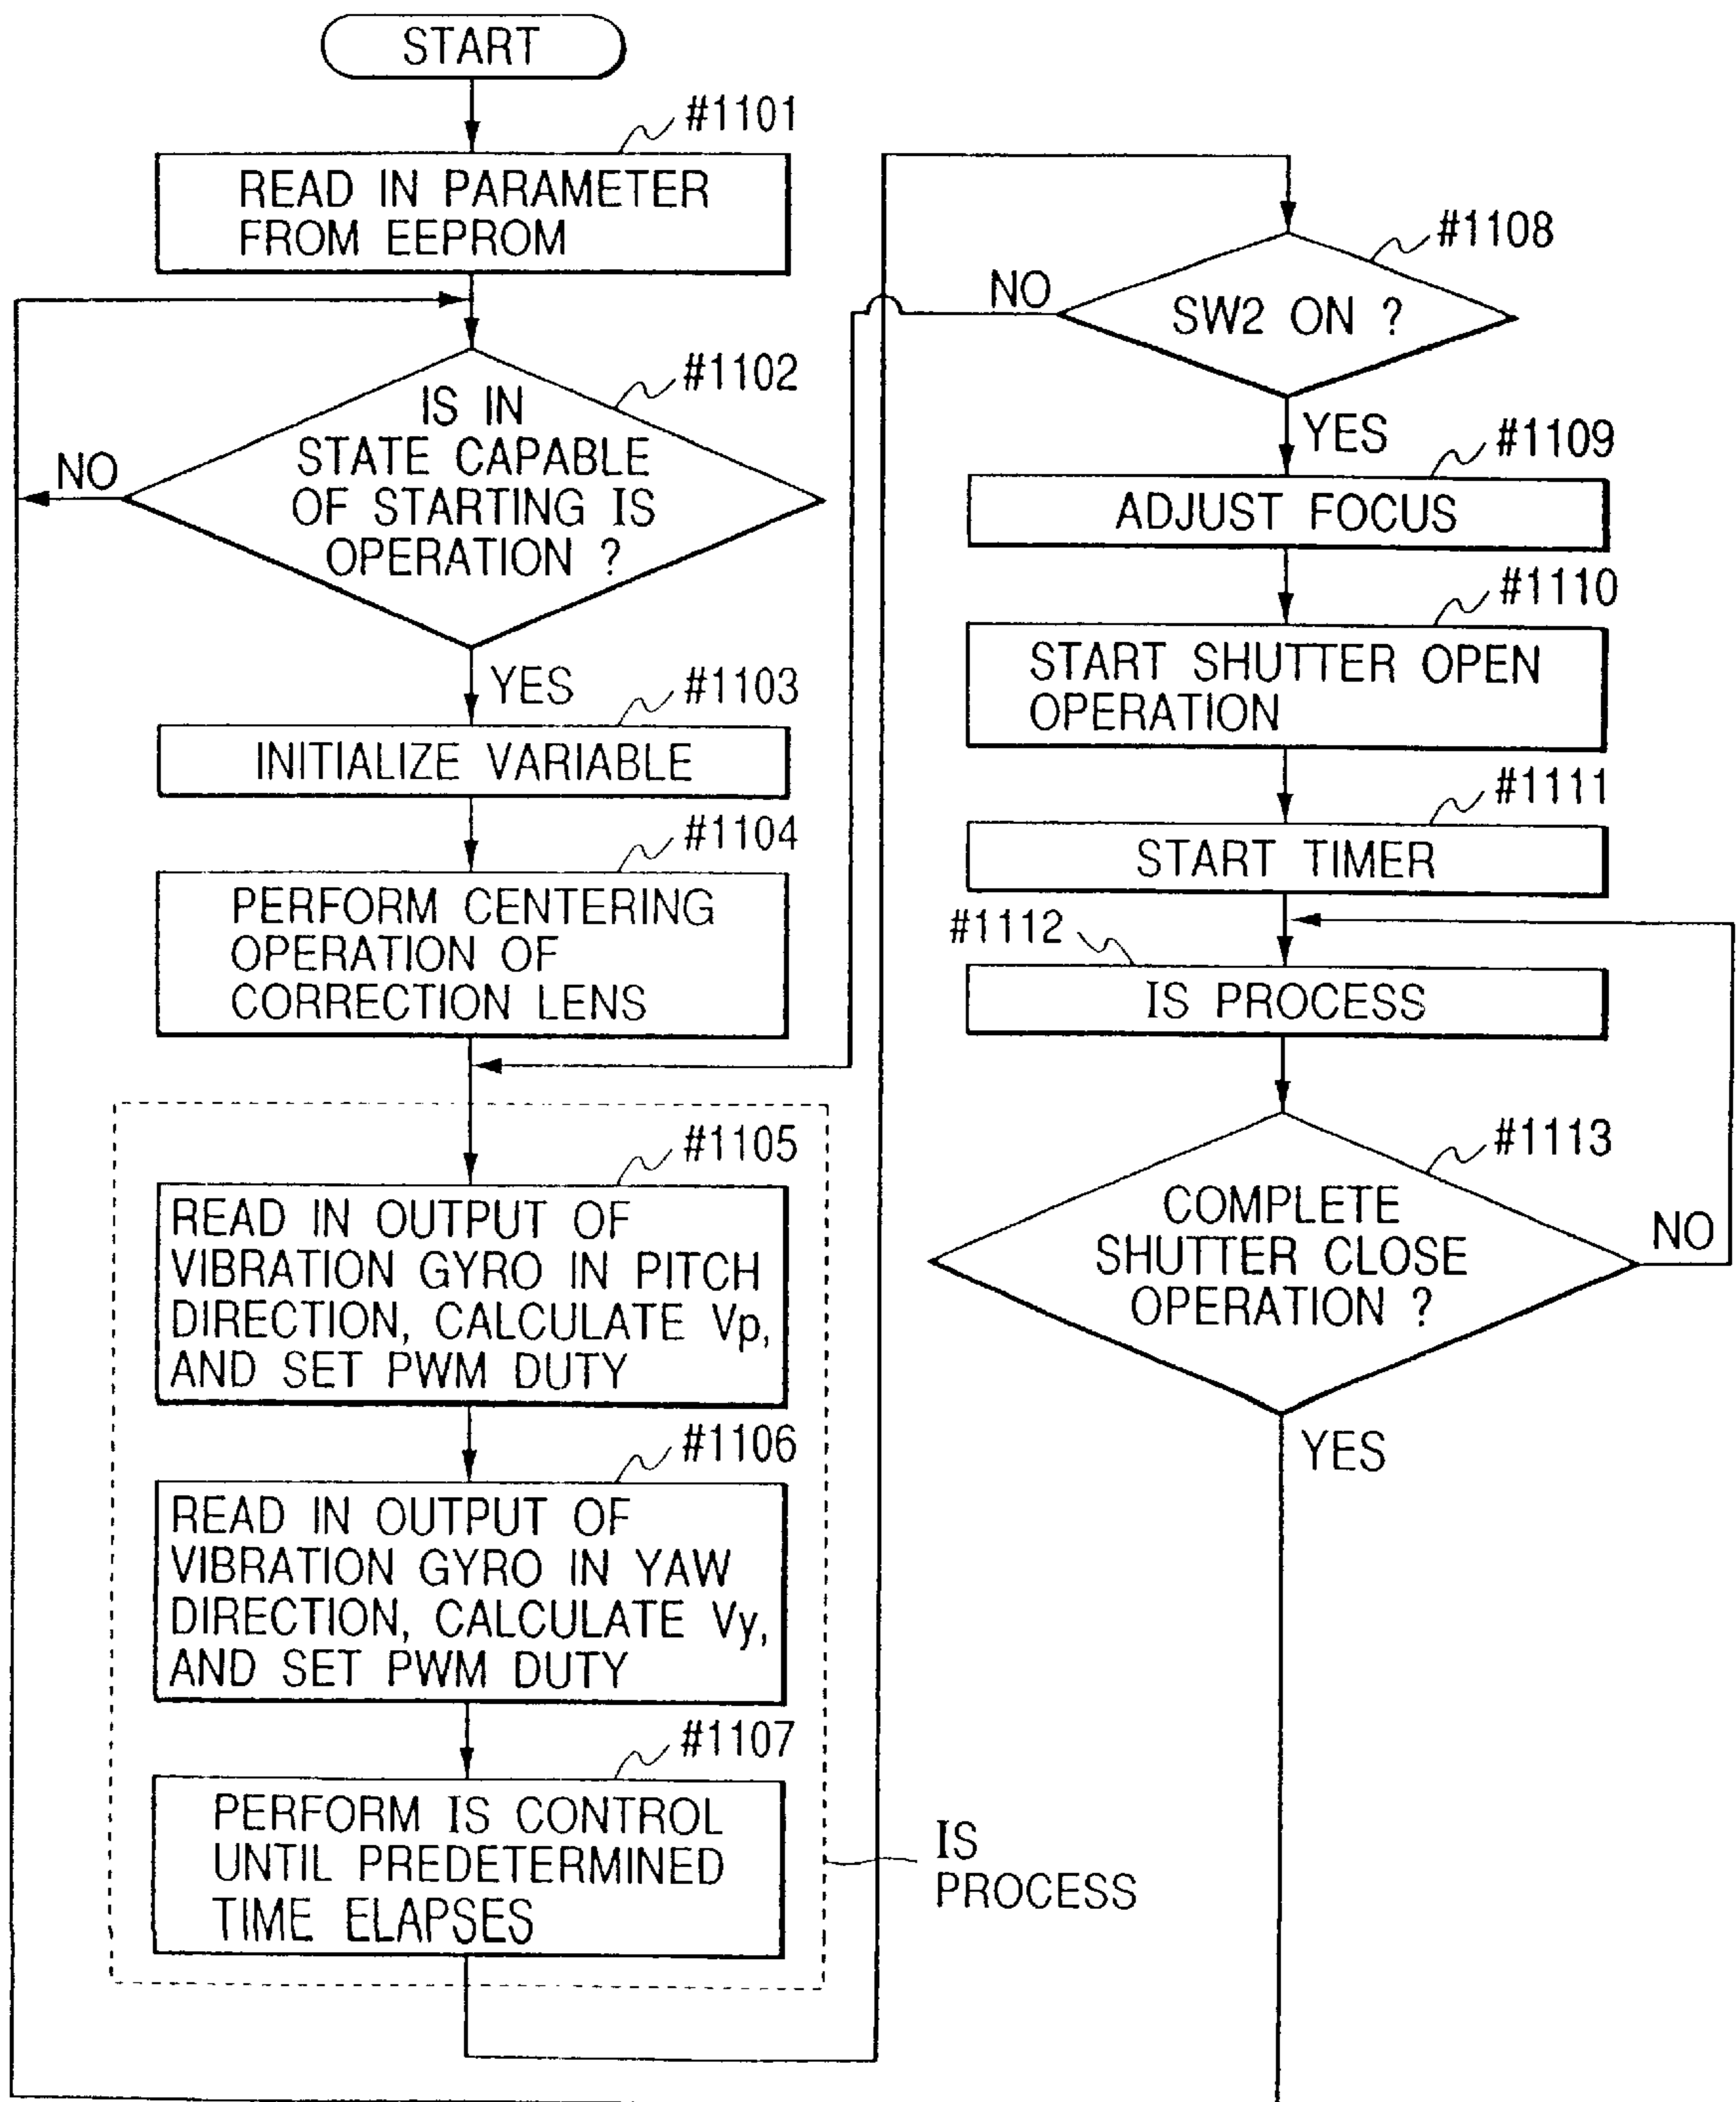 START
#1101
READ IN PARAMETER
FROM EEPROM
#1102
IS IN
STATE CAPABLE
OF STARTING IS
OPERATION ?
NO
YES
#1103
INITIALIZE VARIABLE
#1104
PERFORM CENTERING
OPERATION OF
CORRECTION LENS
#1105
READ IN OUTPUT OF
VIBRATION GYRO IN PITCH
DIRECTION, CALCULATE Vp,
AND SET PWM DUTY
#1106
READ IN OUTPUT OF
VIBRATION GYRO IN YAW
DIRECTION, CALCULATE Vy,
AND SET PWM DUTY
#1107
PERFORM IS CONTROL
UNTIL PREDETERMINED
TIME ELAPSES
IS
PROCESS
#1108
SW2 ON ?
NO
YES
#1109
ADJUST FOCUS
#1110
START SHUTTER OPEN
OPERATION
#1111
START TIMER
#1112
IS PROCESS
#1113
COMPLETE
SHUTTER CLOSE
OPERATION ?
NO
YES